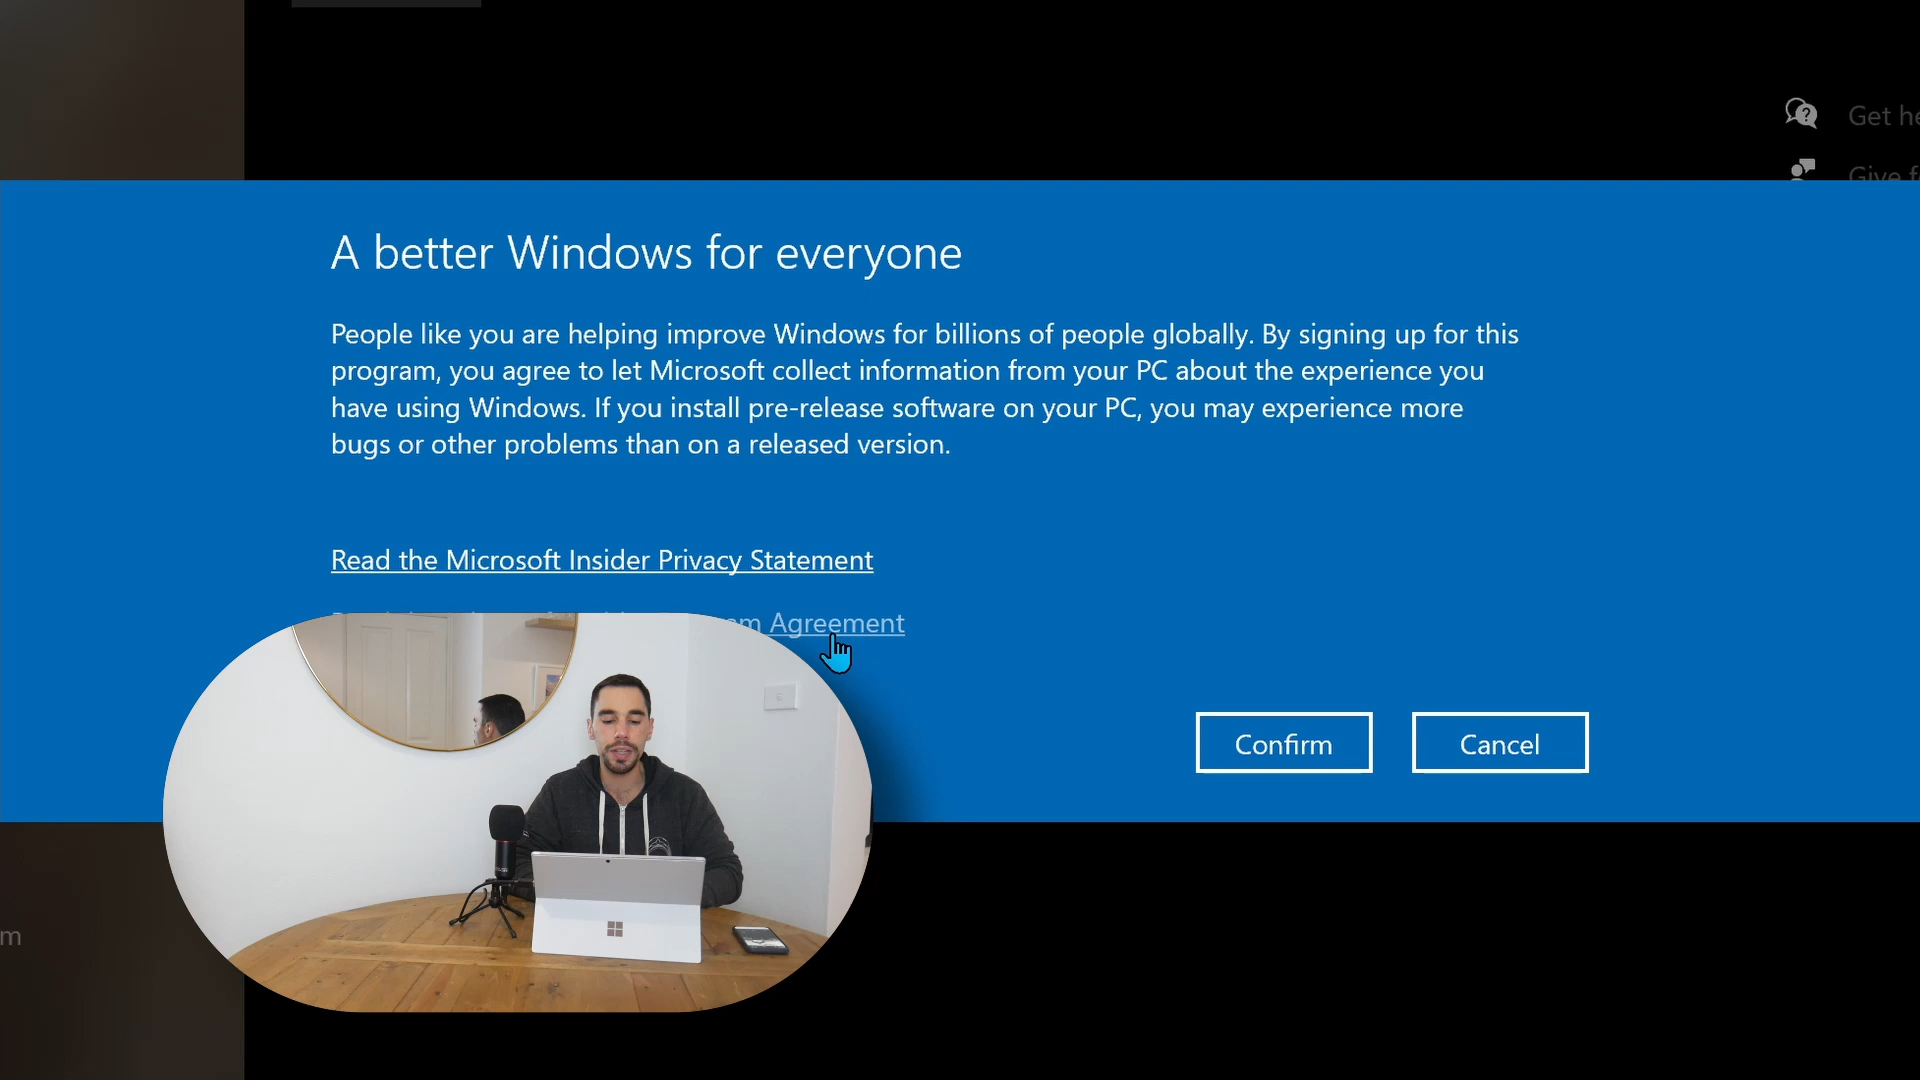 Get he
Give f
A better Windows for everyone
People like you are helping improve Windows for billions of people globally. By signing up for this
program, you agree to let Microsoft collect information from your PC about the experience you
have using Windows. If you install pre-release software on your PC, you may experience more
bugs or other problems than on a released version.
Read the Microsoft Insider Privacy Statement
am Agreement
Confirm
Cancel
m